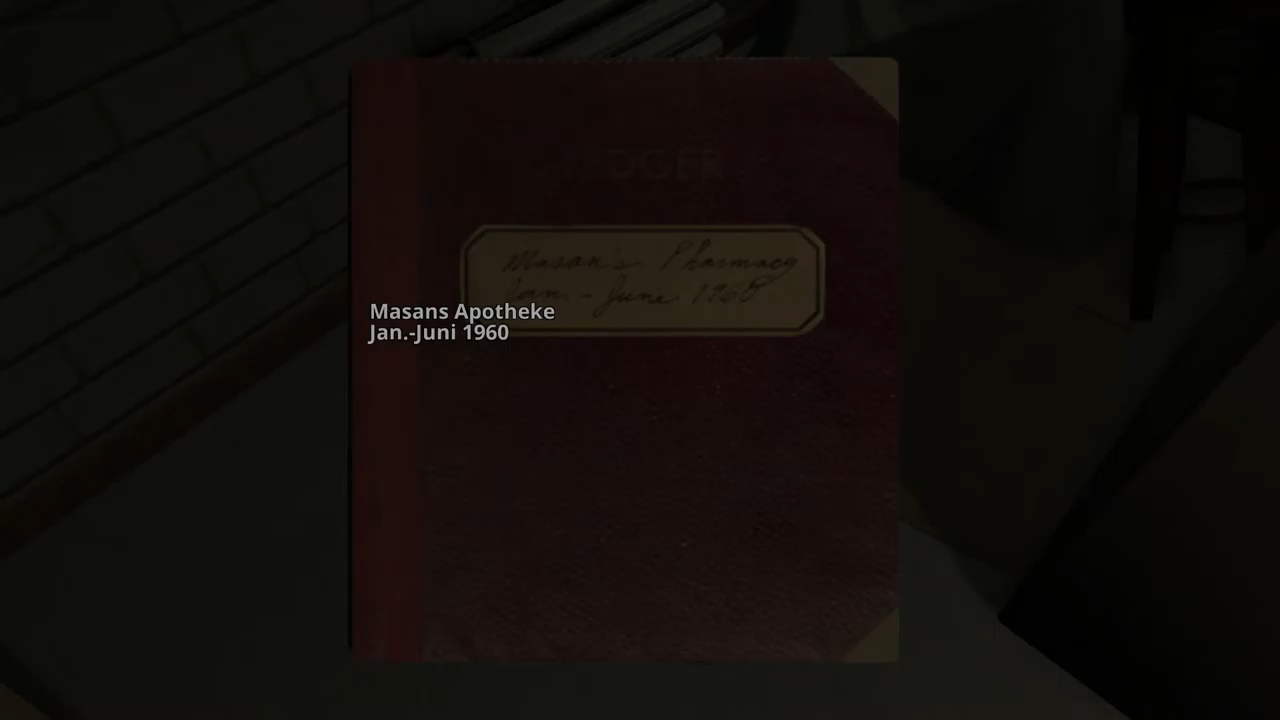 LEDGER
Masan's Pharmacy
Jan. - June 1960
Masans Apotheke
Jan.-Juni 1960